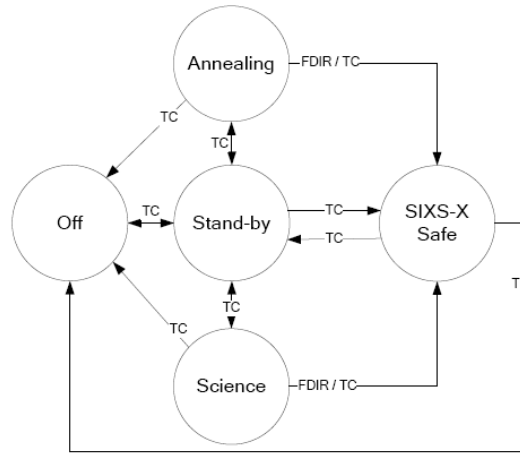 Annealing
FDIR / TC
TC
TC
Off
TC
Stand-by
TC
TC
SIXS-X
Safe
TC
TC
Science
FDIR / TC